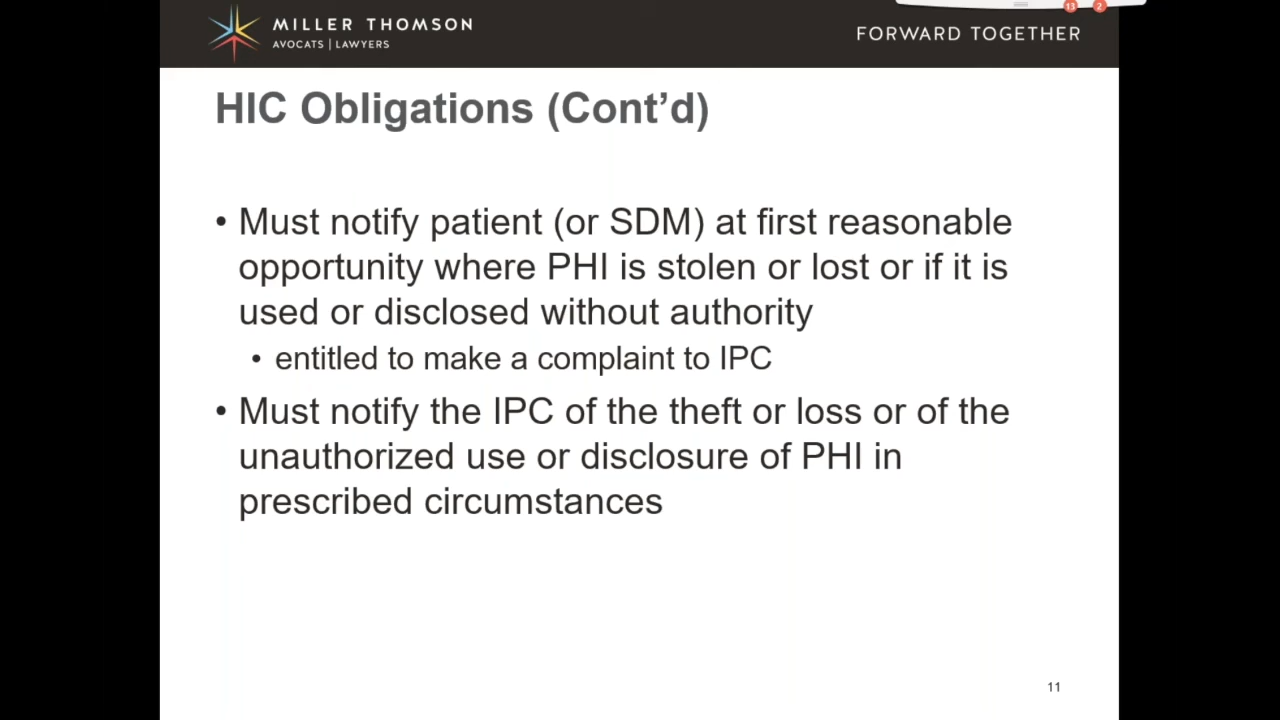 MILLER THOMSON
AVOCATS | LAWYERS
FORWARD TOGETHER
13
2
HIC Obligations (Cont’d)
• Must notify patient (or SDM) at first reasonable
opportunity where PHI is stolen or lost or if it is
used or disclosed without authority
• entitled to make a complaint to IPC
• Must notify the IPC of the theft or loss or of the
unauthorized use or disclosure of PHI in
prescribed circumstances
11